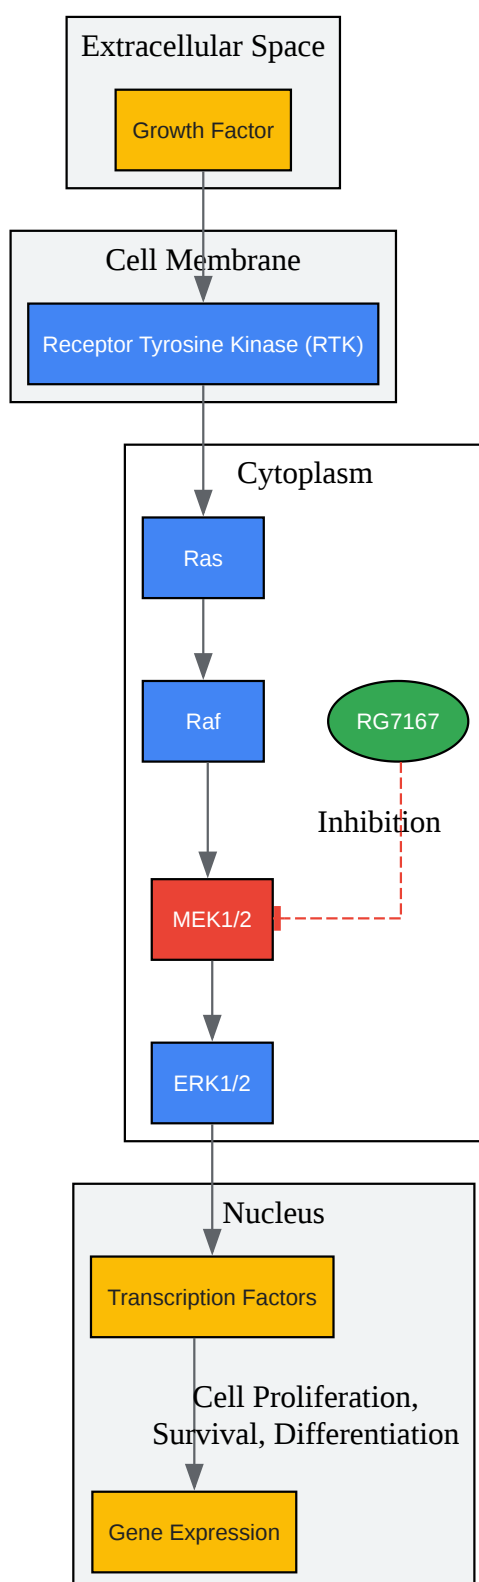 Extracellular Space
Growth Factor
Cell Membrane
Receptor Tyrosine Kinase (RTK)
Cytoplasm
Ras
Raf
RG7167
Inhibition
MEK1/2
ERK1/2
Nucleus
Transcription Factors
Cell Proliferation,
Survival, Differentiation
Gene Expression